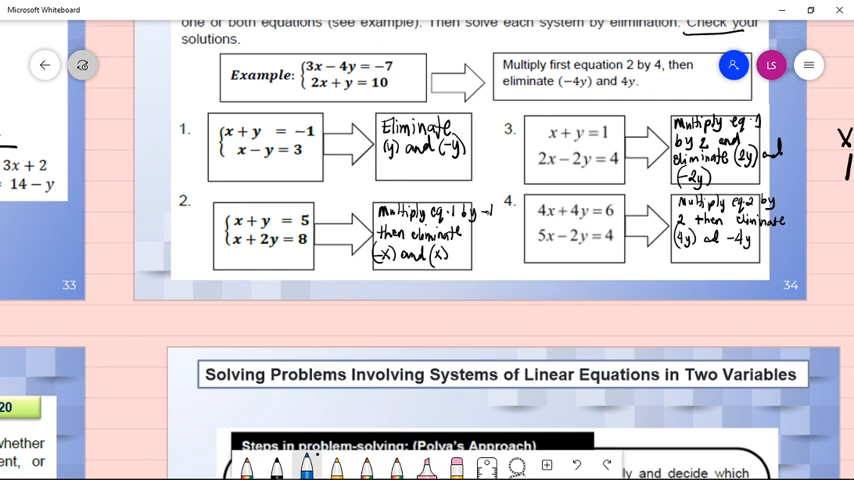 Microsoft Whiteboard
one or both equations (see example). Then solve each system by elimination. Check your
solutions.
Example: {3x − 4y = −7
2x + y = 10
Multiply first equation 2 by 4, then
eliminate (−4y) and 4y.
LS
1.
{x + y = −1
x − y = 3
Eliminate
(y) and (-y)
2.
{x + y = 5
x + 2y = 8
Multiply eq. 1 by -1
then eliminate
(-x) and (x)
3.
x + y = 1
2x − 2y = 4
Multiply eq. 1
by 2 and
eliminate (2y) and
(-2y)
4.
4x + 4y = 6
5x − 2y = 4
Multiply eq. 2 by
2 then eliminate
(4y) and -4y
3x + 2
= 14 − y
x
33
34
Solving Problems Involving Systems of Linear Equations in Two Variables
20
whether
ent, or
Steps in problem-solving: (Polya's Approach)
ly and decide which